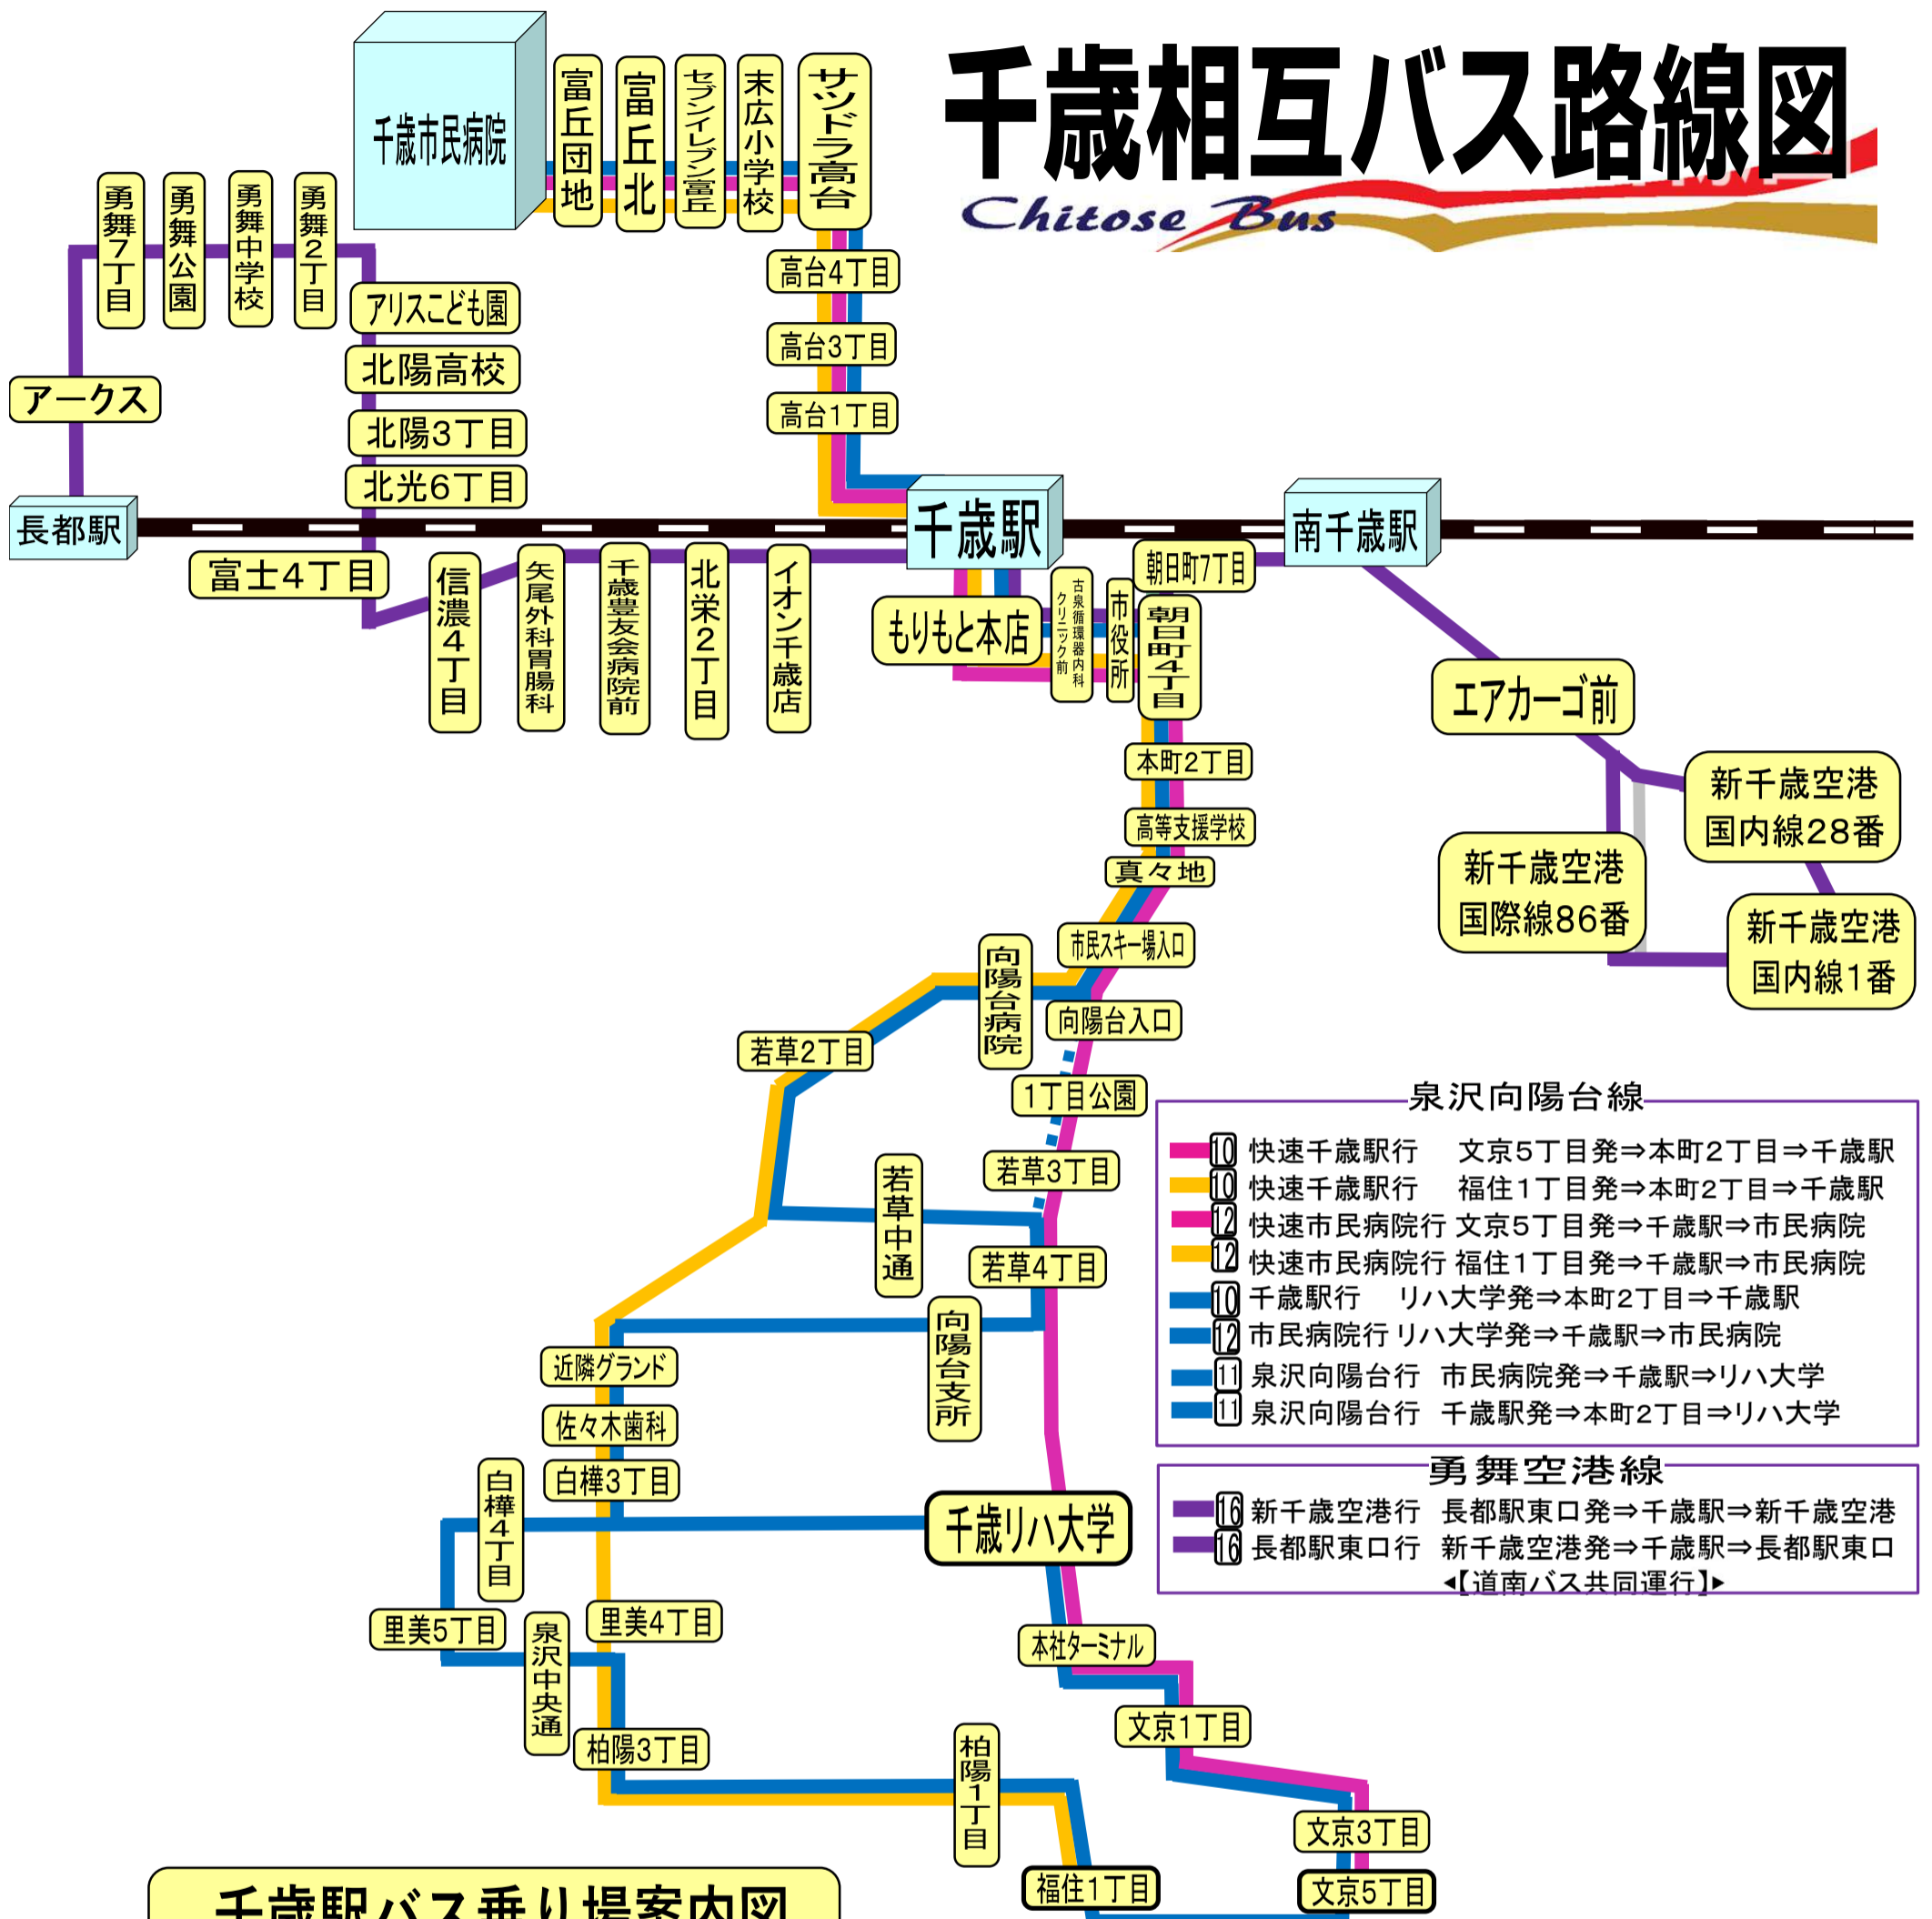 千歳相互バス路線図
Chitose Bus
千歳市民病院
富丘団地
富丘北
セブンイレブン富丘
末広小学校
サツドラ高台
高台4丁目
高台3丁目
高台1丁目
勇舞7丁目
勇舞公園
勇舞中学校
勇舞2丁目
アリスこども園
北陽高校
北陽3丁目
北光6丁目
アークス
長都駅
千歳駅
南千歳駅
富士4丁目
信濃4丁目
矢尾外科胃腸科
千歳豊友会病院前
北栄2丁目
イオン千歳店
もりもと本店
古泉循環器内科
クリニック前
市役所
朝日町7丁目
朝日町4丁目
エアカーゴ前
新千歳空港
国内線28番
新千歳空港
国際線86番
新千歳空港
国内線1番
本町2丁目
高等支援学校
真々地
市民スキー場入口
向陽台病院
向陽台入口
若草2丁目
1丁目公園
若草3丁目
若草中通
若草4丁目
向陽台支所
近隣グランド
佐々木歯科
白樺3丁目
白樺4丁目
千歳リハ大学
里美5丁目
里美4丁目
泉沢中央通
本社ターミナル
文京1丁目
柏陽3丁目
柏陽1丁目
文京3丁目
福住1丁目
文京5丁目
泉沢向陽台線
10 快速千歳駅行 文京5丁目発⇒本町2丁目⇒千歳駅
10 快速千歳駅行 福住1丁目発⇒本町2丁目⇒千歳駅
12 快速市民病院行 文京5丁目発⇒千歳駅⇒市民病院
12 快速市民病院行 福住1丁目発⇒千歳駅⇒市民病院
10 千歳駅行 リハ大学発⇒本町2丁目⇒千歳駅
12 市民病院行 リハ大学発⇒千歳駅⇒市民病院
11 泉沢向陽台行 市民病院発⇒千歳駅⇒リハ大学
11 泉沢向陽台行 千歳駅発⇒本町2丁目⇒リハ大学
勇舞空港線
16 新千歳空港行 長都駅東口発⇒千歳駅⇒新千歳空港
16 長都駅東口行 新千歳空港発⇒千歳駅⇒長都駅東口
◀【道南バス共同運行】▶
千歳駅バス乗り場案内図